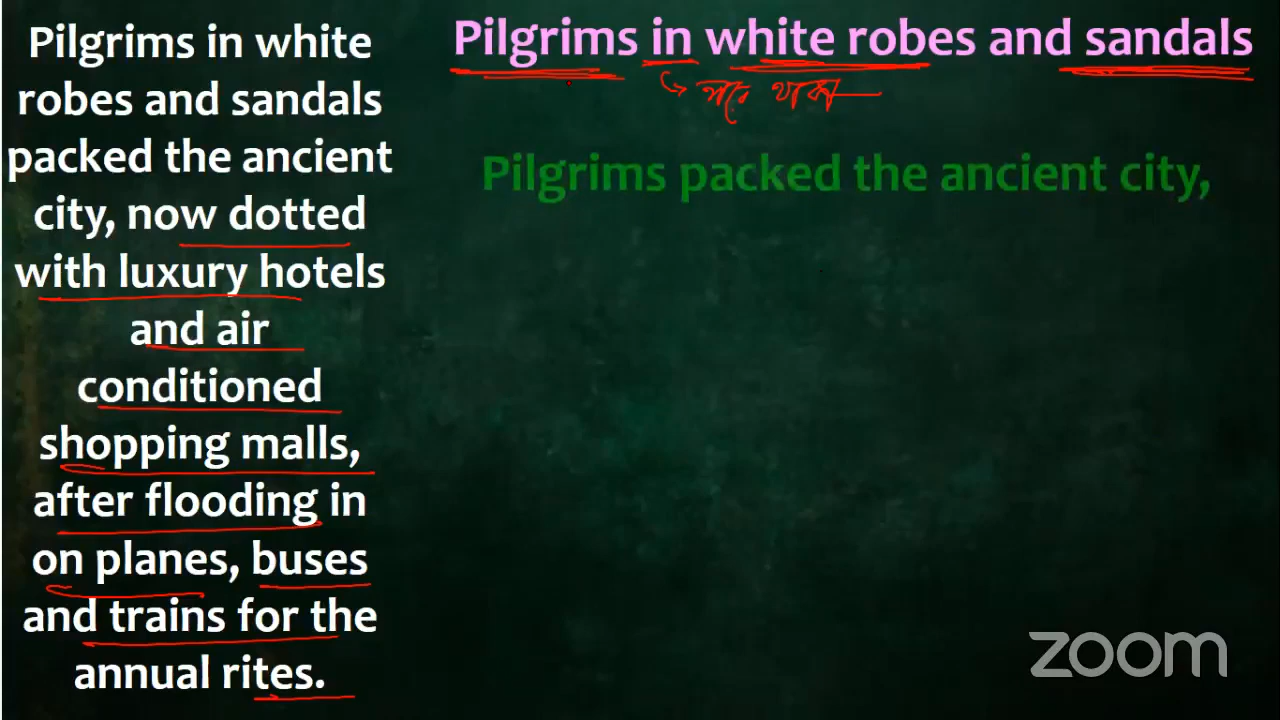 Pilgrims in white
robes and sandals
packed the ancient
city, now dotted
with luxury hotels
and air
conditioned
shopping malls,
after flooding in
on planes, buses
and trains for the
annual rites.
Pilgrims in white robes and sandals
পরে থাকা
Pilgrims packed the ancient city,
zoom